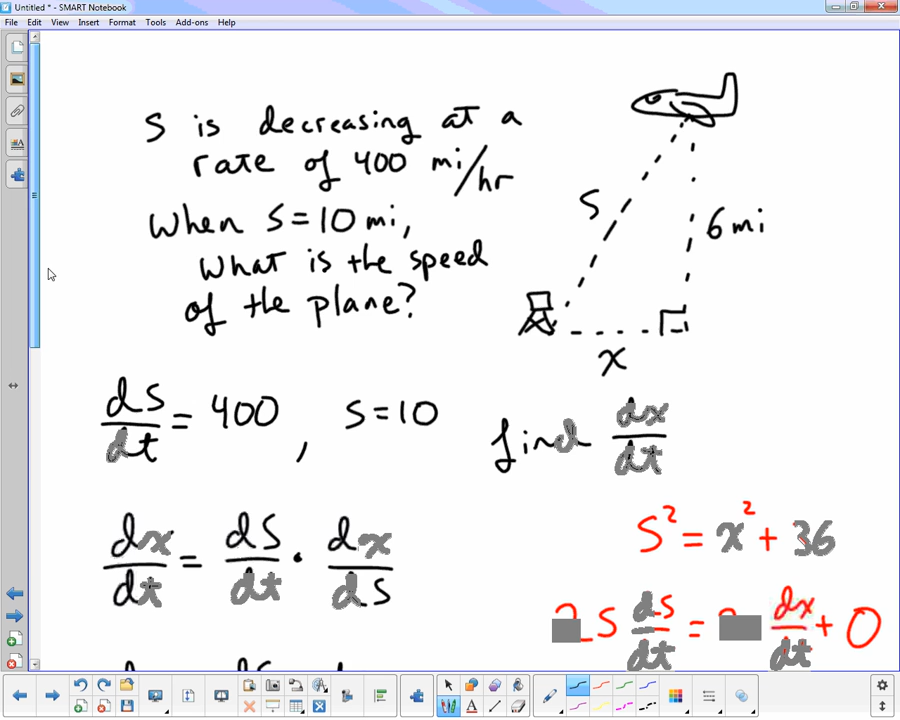 Untitled * - SMART Notebook
File Edit View Insert Format Tools Add-ons Help
S is decreasing at a
rate of 400 mi/hr
When S = 10 mi,
What is the speed
of the plane?
S
6 mi
x
dS/dt = 400, S = 10
find dx/dt
dx/dt = dS/dt · dx/dS
S² = x² + 36
S dS/dt = dx/dt + 0